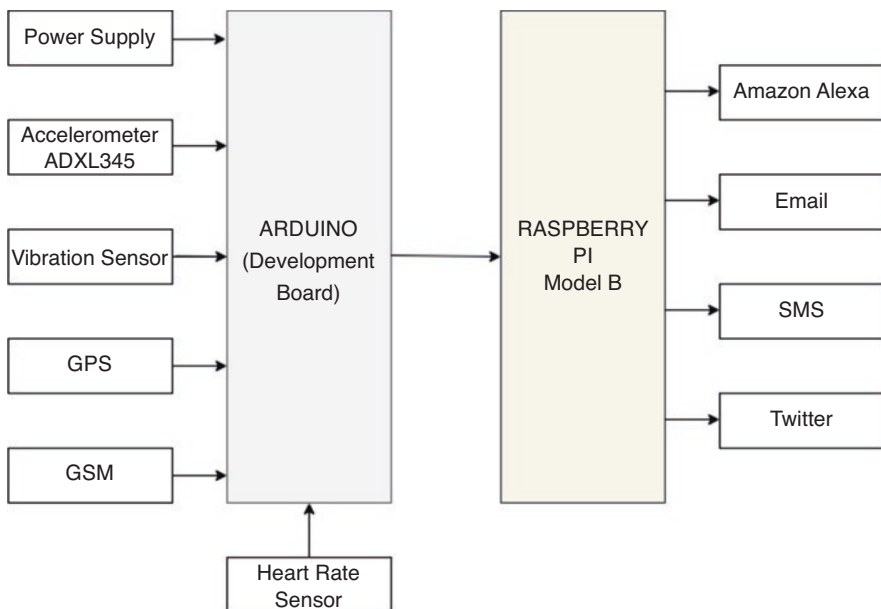 Power Supply
Accelerometer
ADXL345
Vibration Sensor
GPS
GSM
ARDUINO
(Development
Board)
Heart Rate
Sensor
RASPBERRY
PI
Model B
Amazon Alexa
Email
SMS
Twitter